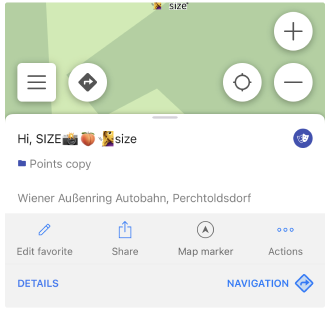 size
Hi, SIZE📸🍑💃size
Points copy
Wiener Außenring Autobahn, Perchtoldsdorf
Edit favorite
Share
Map marker
Actions
DETAILS
NAVIGATION